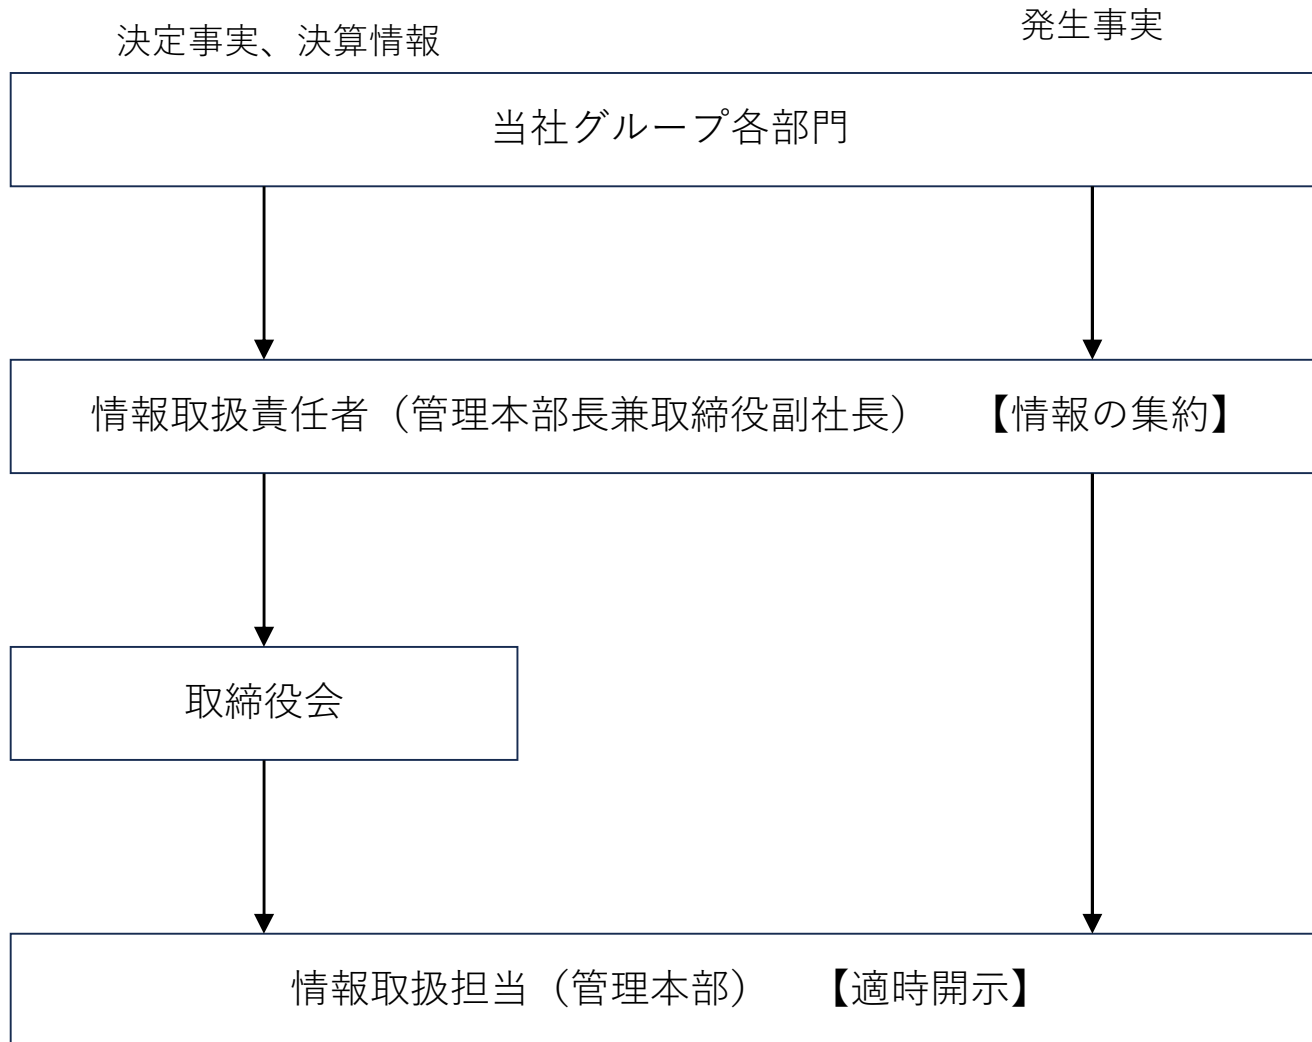 決定事実、決算情報
発生事実
当社グループ各部門
情報取扱責任者（管理本部長兼取締役副社長）　【情報の集約】
取締役会
情報取扱担当（管理本部）　【適時開示】